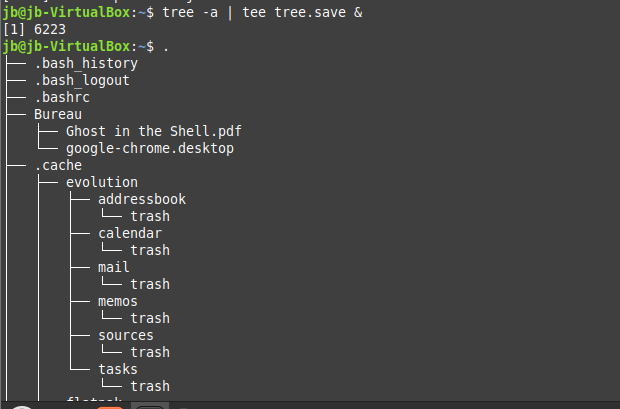 jb@jb-VirtualBox:~$ tree -a | tee tree.save &
[1] 6223
jb@jb-VirtualBox:~$ .
├── .bash_history
├── .bash_logout
├── .bashrc
├── Bureau
│   ├── Ghost in the Shell.pdf
│   └── google-chrome.desktop
├── .cache
│   ├── evolution
│   │   ├── addressbook
│   │   │   └── trash
│   │   ├── calendar
│   │   │   └── trash
│   │   ├── mail
│   │   │   └── trash
│   │   ├── memos
│   │   │   └── trash
│   │   ├── sources
│   │   │   └── trash
│   │   └── tasks
│   │       └── trash